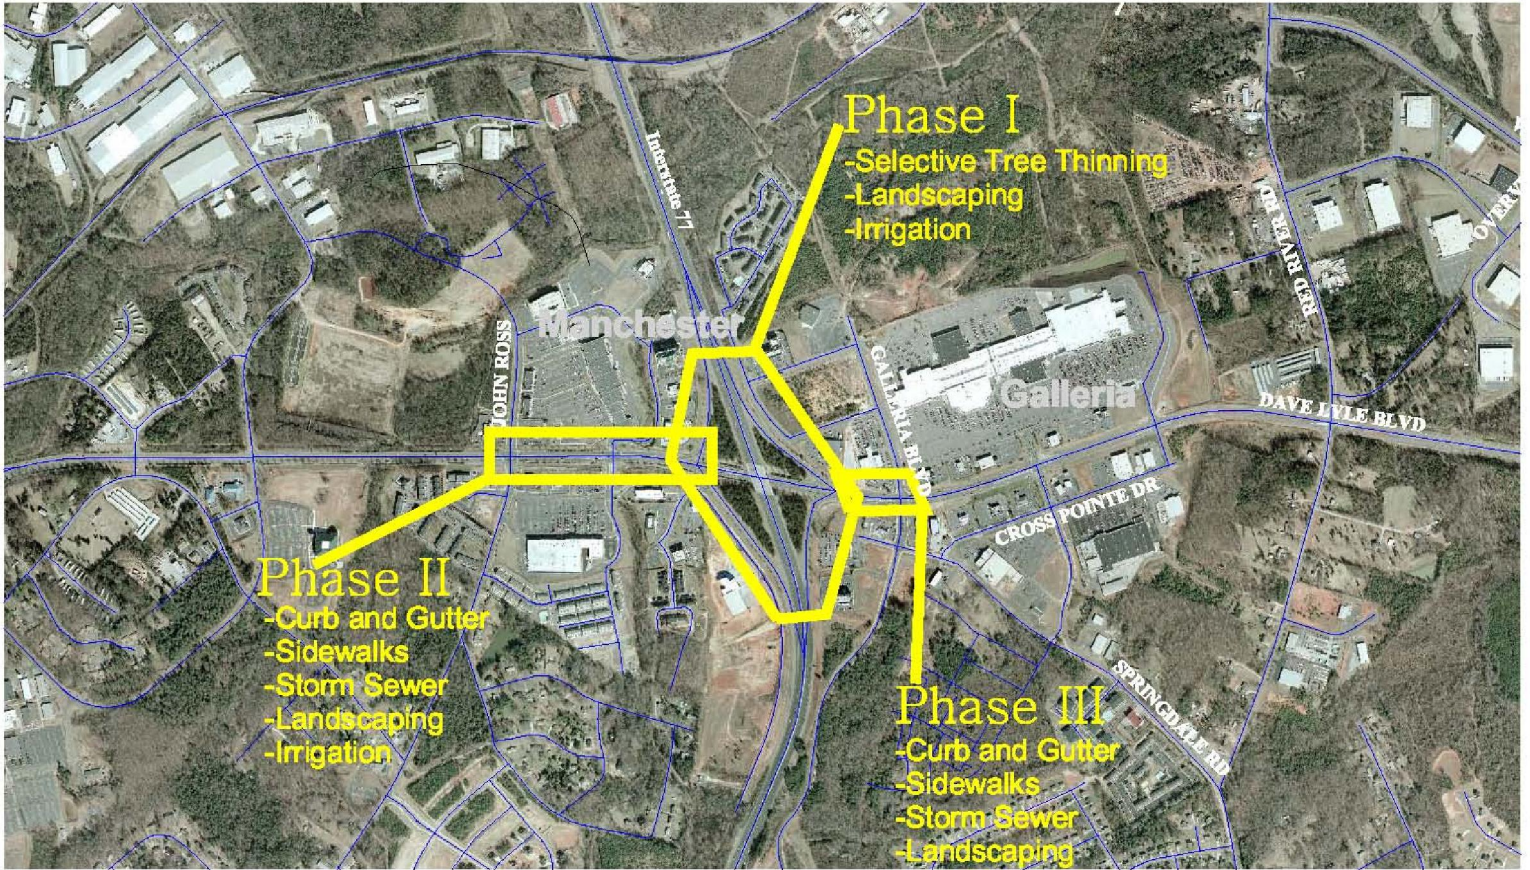 Phase I
-Selective Tree Thinning
-Landscaping
-Irrigation
Interstate 77
RED RIVER RD
Manchester
JOHN ROSS
GALLERIA BLVD
Galleria
DAVE LYLE BLVD
CROSS POINTE DR
Phase II
-Curb and Gutter
-Sidewalks
-Storm Sewer
-Landscaping
-Irrigation
SPRINGDALE RD
Phase III
-Curb and Gutter
-Sidewalks
-Storm Sewer
-Landscaping